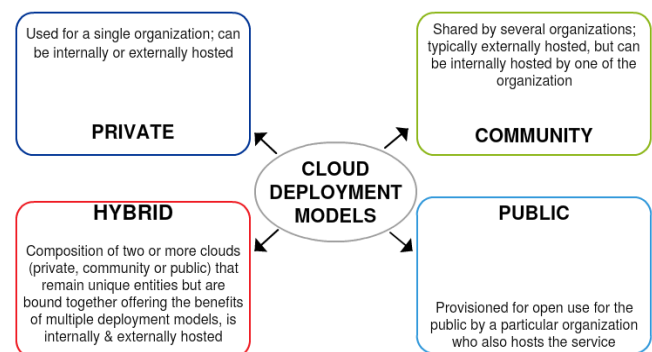 Used for a single organization; can
be internally or externally hosted
PRIVATE
Shared by several organizations;
typically externally hosted, but can
be internally hosted by one of the
organization
COMMUNITY
CLOUD
DEPLOYMENT
MODELS
HYBRID
Composition of two or more clouds
(private, community or public) that
remain unique entities but are
bound together offering the benefits
of multiple deployment models, is
internally & externally hosted
PUBLIC
Provisioned for open use for the
public by a particular organization
who also hosts the service